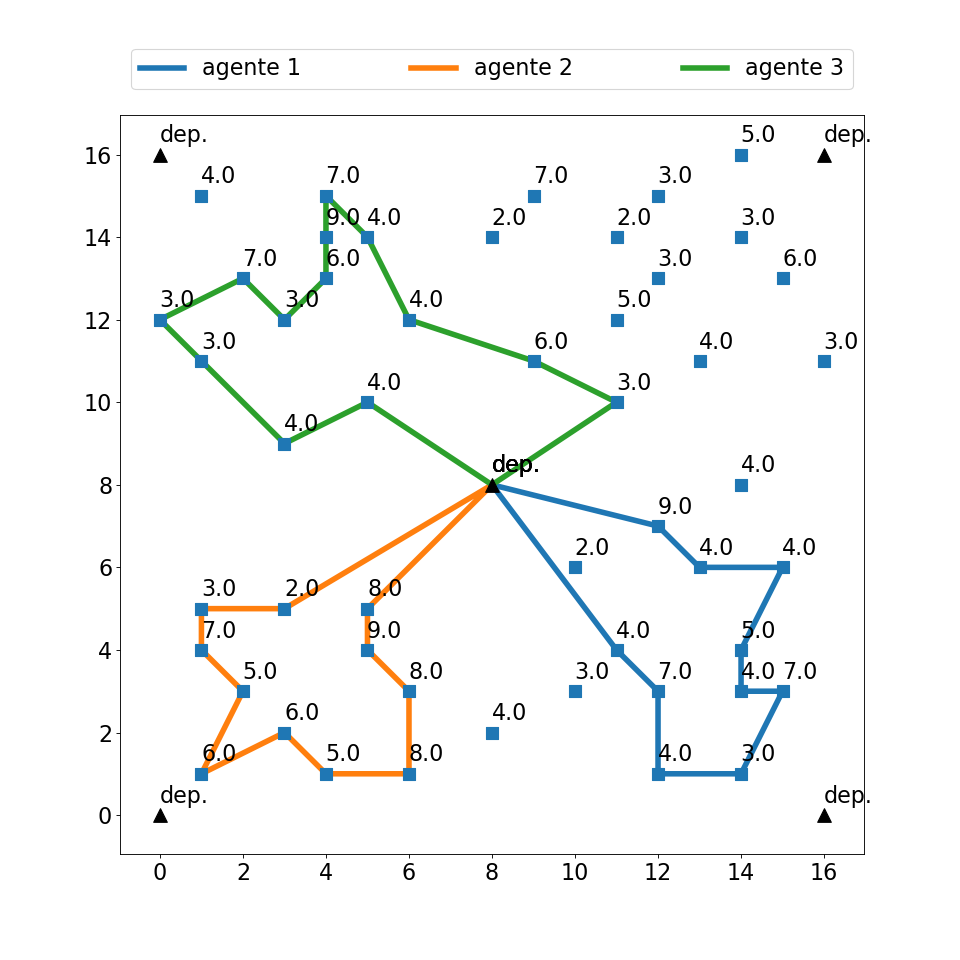 agente 1 agente 2 agente 3
dep. 5.0 dep.
16
4.0 7.0 7.0 3.0
9.0 4.0 2.0 2.0 3.0
14
7.0 6.0 3.0 6.0
3.0 3.0 4.0 5.0
12
3.0 6.0 4.0 3.0
4.0 3.0
10
4.0
dep. dep. 4.0
8
9.0
2.0 4.0 4.0
6
3.0 2.0 8.0
7.0 9.0 4.0 5.0
4
5.0 8.0 3.0 7.0 4.0 7.0
6.0 4.0
2
6.0 5.0 8.0 4.0 3.0
dep. dep.
0
0 2 4 6 8 10 12 14 16